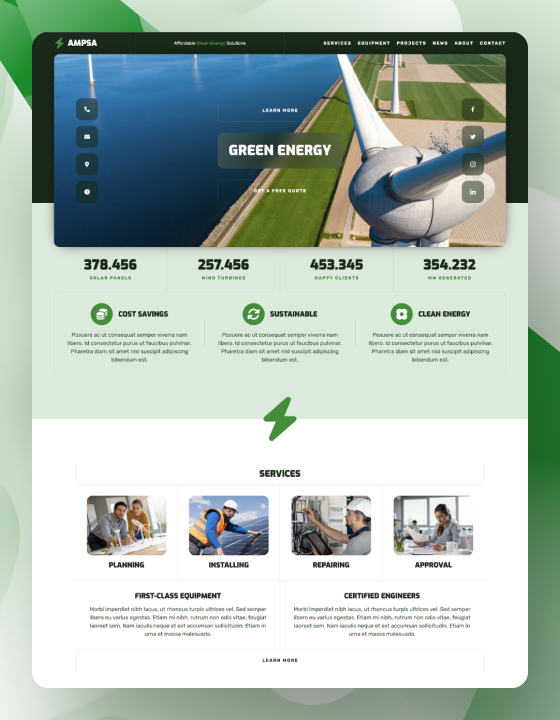 AMPSA
Affordable Clean Energy Solutions
SERVICES EQUIPMENT PROJECTS NEWS ABOUT CONTACT
LEARN MORE
GREEN ENERGY
GET A FREE QUOTE
378.456
SOLAR PANELS
257.456
WIND TURBINES
453.345
HAPPY CLIENTS
354.232
MW GENERATED
COST SAVINGS
Posuere ac ut consequat semper viverra nam
libero. Id consectetur purus ut faucibus pulvinar.
Pharetra diam sit amet nisl suscipit adipiscing
bibendum est.
SUSTAINABLE
Posuere ac ut consequat semper viverra nam
libero. Id consectetur purus ut faucibus pulvinar.
Pharetra diam sit amet nisl suscipit adipiscing
bibendum est.
CLEAN ENERGY
Posuere ac ut consequat semper viverra nam
libero. Id consectetur purus ut faucibus pulvinar.
Pharetra diam sit amet nisl suscipit adipiscing
bibendum est.
SERVICES
PLANNING
INSTALLING
REPAIRING
APPROVAL
FIRST-CLASS EQUIPMENT
Morbi imperdiet nibh lacus, ut rhoncus turpis ultrices vel. Sed semper
libero eu varius egestas. Etiam mi nibh, rutrum non odio vitae, feugiat
laoreet sem. Nam iaculis neque et est accumsan sollicitudin. Etiam in
urna et massa malesuada.
CERTIFIED ENGINEERS
Morbi imperdiet nibh lacus, ut rhoncus turpis ultrices vel. Sed semper
libero eu varius egestas. Etiam mi nibh, rutrum non odio vitae, feugiat
laoreet sem. Nam iaculis neque et est accumsan sollicitudin. Etiam in
urna et massa malesuada.
LEARN MORE